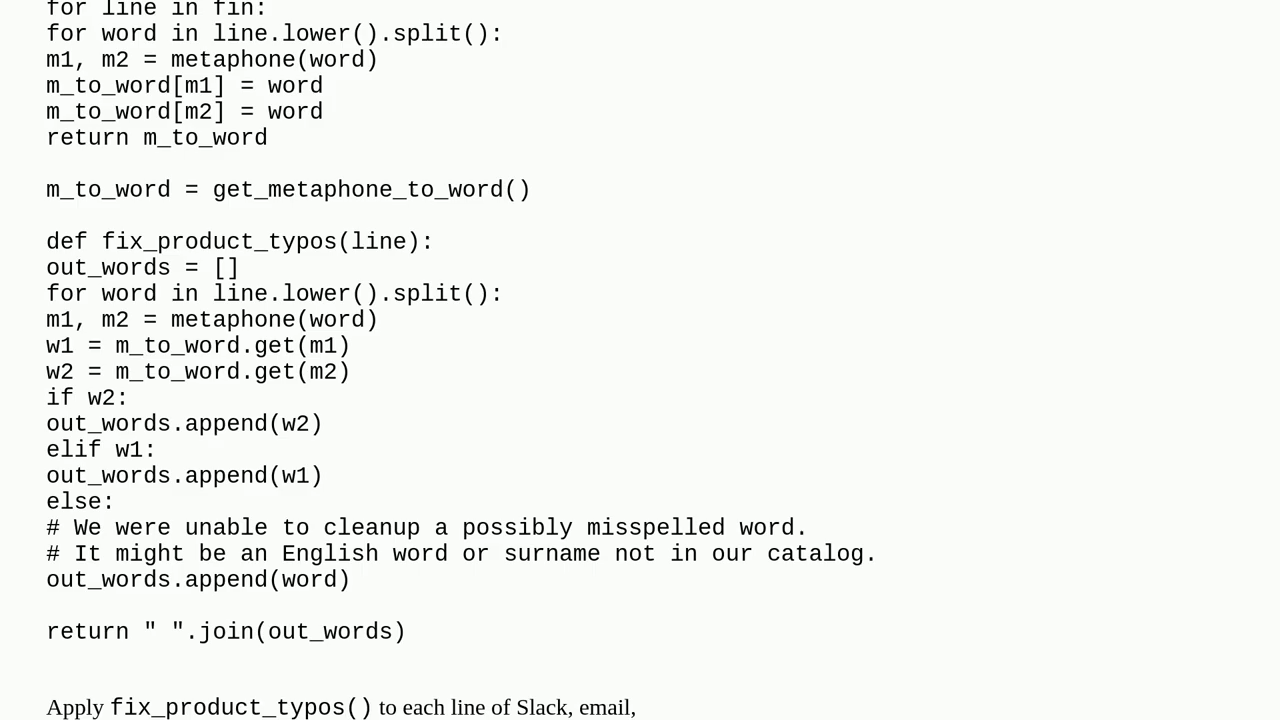 for line in fin:
for word in line.lower().split():
m1, m2 = metaphone(word)
m_to_word[m1] = word
m_to_word[m2] = word
return m_to_word
m_to_word = get_metaphone_to_word()
def fix_product_typos(line):
out_words = []
for word in line.lower().split():
m1, m2 = metaphone(word)
w1 = m_to_word.get(m1)
w2 = m_to_word.get(m2)
if w2:
out_words.append(w2)
elif w1:
out_words.append(w1)
else:
# We were unable to cleanup a possibly misspelled word.
# It might be an English word or surname not in our catalog.
out_words.append(word)
return " ".join(out_words)
Apply fix_product_typos() to each line of Slack, email,